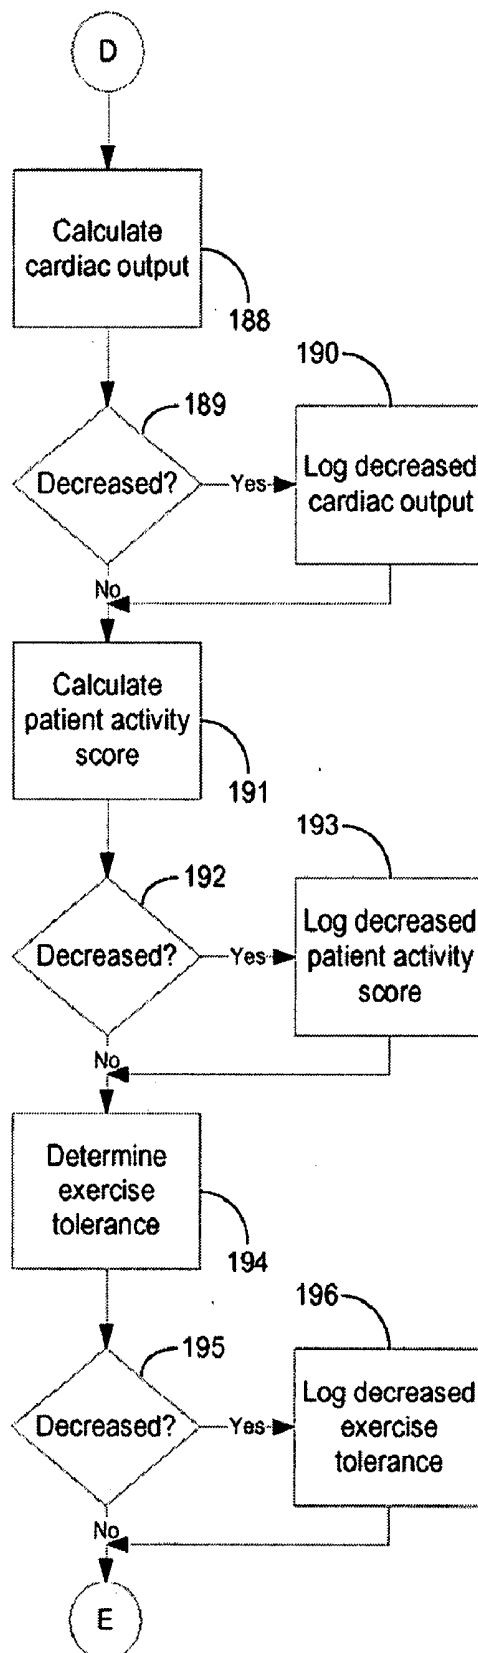 D
Calculate
cardiac output
188
189
190
Decreased?
Yes
Log decreased
cardiac output
No
Calculate
patient activity
score
191
192
193
Decreased?
Yes
Log decreased
patient activity
score
No
Determine
exercise
tolerance
194
195
196
Decreased?
Yes
Log decreased
exercise
tolerance
No
E